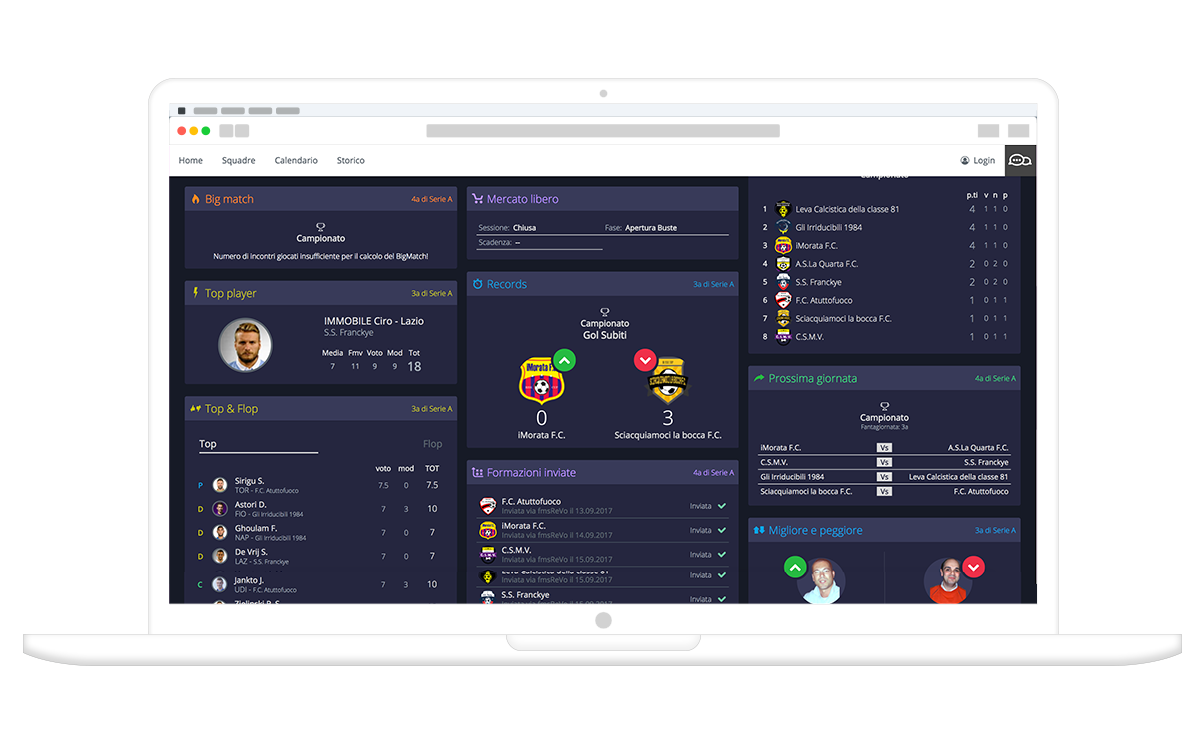 Home Squadre Calendario Storico Login
Big match 4a di Serie A
Campionato
Numero di incontri giocati insufficiente per il calcolo del BigMatch!
Top player 3a di Serie A
IMMOBILE Ciro - Lazio
S.S. Franckye
Media Fmv Voto Mod Tot
7 11 9 9 18
Top & Flop 3a di Serie A
Top Flop
voto mod TOT
P Sirigu S. 7.5 0 7.5
TOR - F.C. Atuttofuoco
D Astori D. 7 3 10
FIO - Gli Irriducibili 1984
D Ghoulam F. 7 0 7
NAP - Gli Irriducibili 1984
D De Vrij S. 7 0 7
LAZ - S.S. Franckye
C Jankto J. 7 3 10
UDI - F.C. Atuttofuoco
Mercato libero
Sessione: Chiusa Fase: Apertura Buste
Scadenza: --
Records 3a di Serie A
Campionato
Gol Subiti
iMorata F.C.
0 3
iMorata F.C. Sciacquiamoci la bocca F.C.
Formazioni inviate 4a di Serie A
F.C. Atuttofuoco
Inviata via fmsReVo il 13.09.2017 Inviata
iMorata F.C.
Inviata via fmsReVo il 14.09.2017 Inviata
C.S.M.V.
Inviata via fmsReVo il 15.09.2017 Inviata
Leva Calcistica della classe 81
Inviata via fmsReVo il 15.09.2017 Inviata
S.S. Franckye
Inviata via fmsReVo il 15.09.2017 Inviata
Campionato
p.ti v n p
1 Leva Calcistica della classe 81 4 1 1 0
2 Gli Irriducibili 1984 4 1 1 0
3 iMorata F.C. 4 1 1 0
4 A.S.La Quarta F.C. 2 0 2 0
5 S.S. Franckye 2 0 2 0
6 F.C. Atuttofuoco 1 0 1 1
7 Sciacquiamoci la bocca F.C. 1 0 1 1
8 C.S.M.V. 1 0 1 1
Prossima giornata 4a di Serie A
Campionato
Fantagiornata: 3a
iMorata F.C. Vs A.S.La Quarta F.C.
C.S.M.V. Vs S.S. Franckye
Gli Irriducibili 1984 Vs Leva Calcistica della classe 81
Sciacquiamoci la bocca F.C. Vs F.C. Atuttofuoco
Migliore e peggiore 3a di Serie A